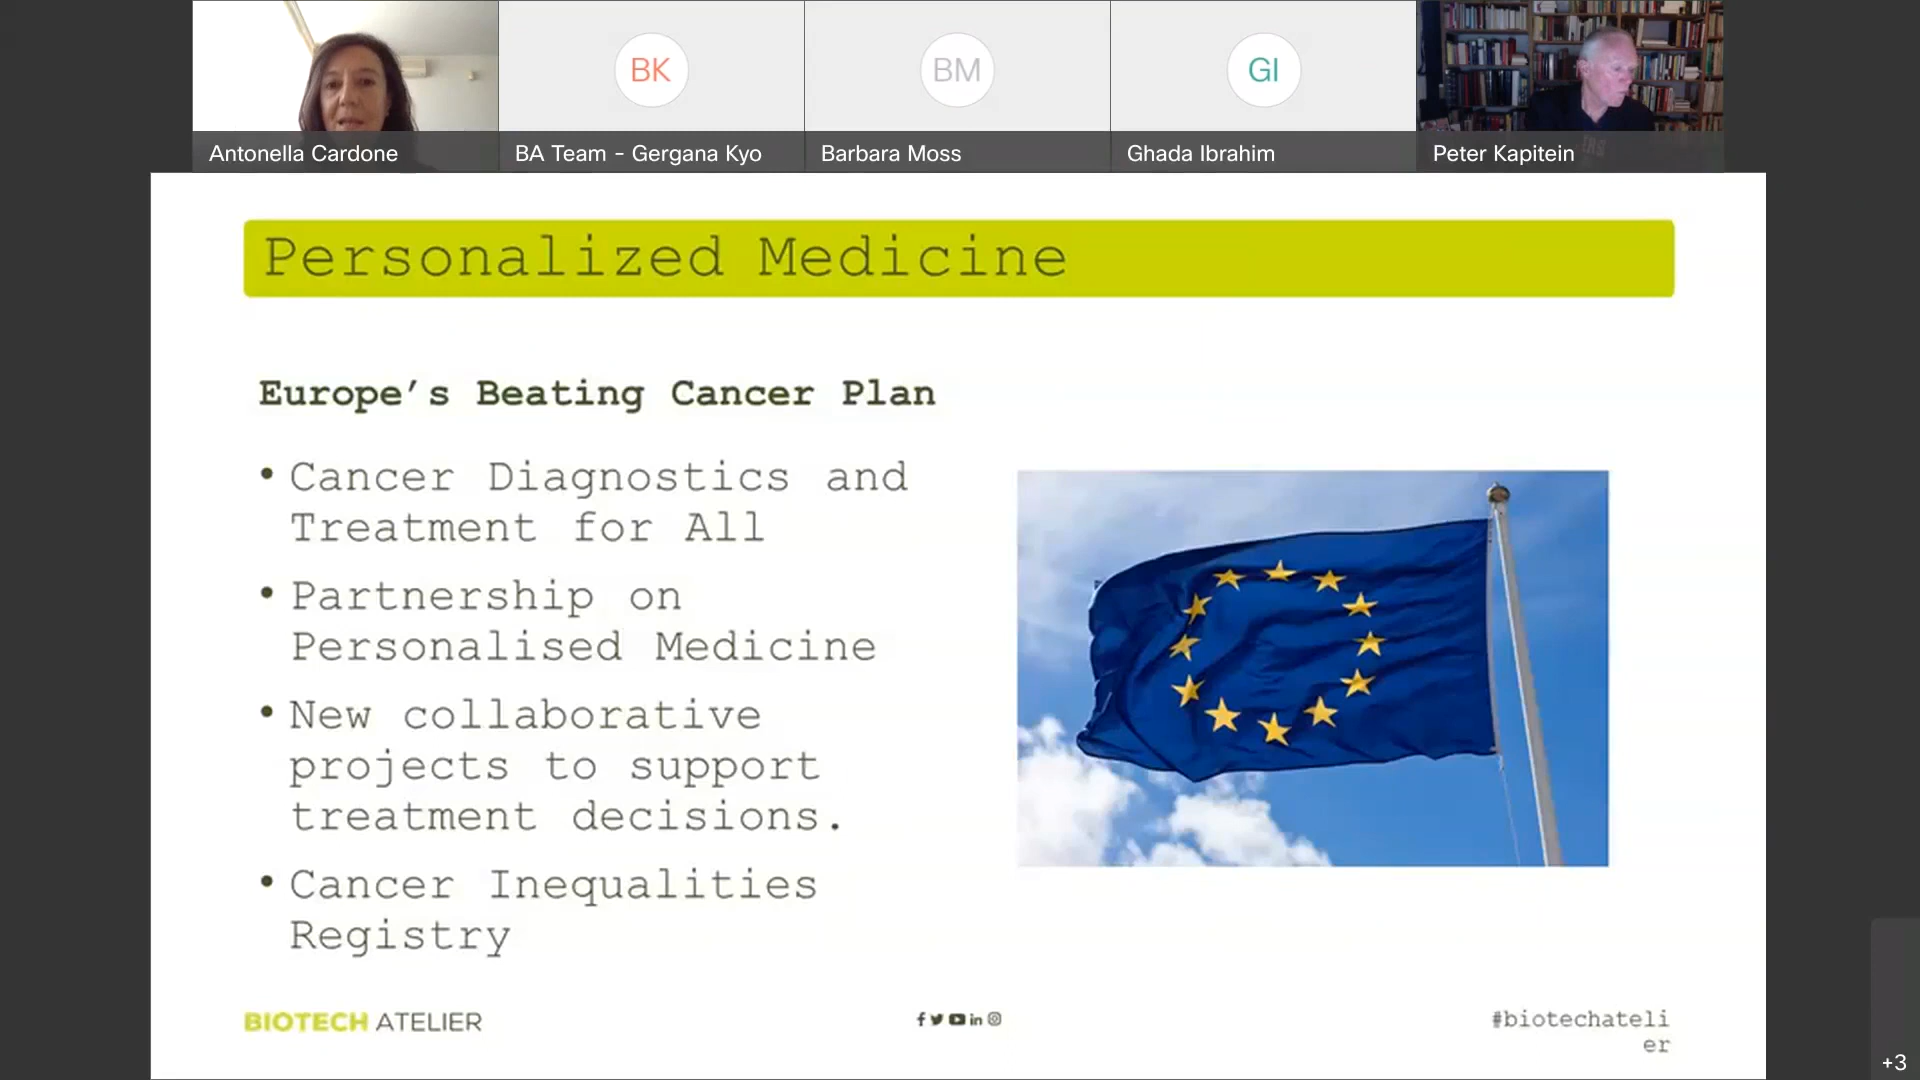 BK
BM
GI
Antonella Cardone
BA Team - Gergana Kyo
Barbara Moss
Ghada Ibrahim
Peter Kapitein
Personalized Medicine
Europe’s Beating Cancer Plan
• Cancer Diagnostics and
Treatment for All
• Partnership on
Personalised Medicine
• New collaborative
projects to support
treatment decisions.
• Cancer Inequalities
Registry
BIOTECH ATELIER
#biotechateli
er
+3